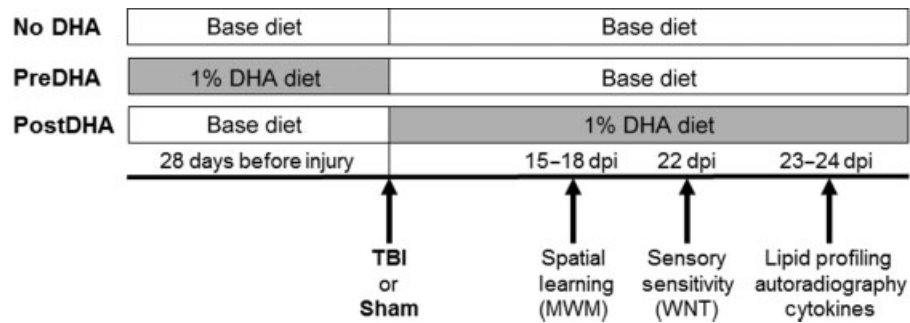 No DHA Base diet Base diet
PreDHA 1% DHA diet Base diet
PostDHA Base diet 1% DHA diet
28 days before injury 15–18 dpi 22 dpi 23–24 dpi
TBI
or
Sham
Spatial
learning
(MWM)
Sensory
sensitivity
(WNT)
Lipid profiling
autoradiography
cytokines